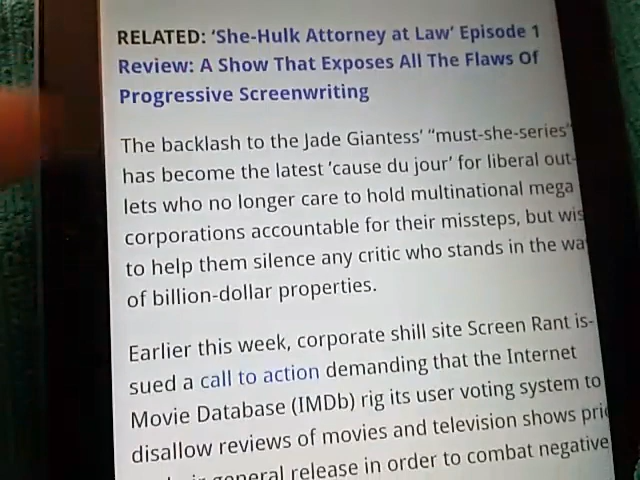 RELATED: ‘She-Hulk Attorney at Law’ Episode 1
Review: A Show That Exposes All The Flaws Of
Progressive Screenwriting
The backlash to the Jade Giantess’ “must-she-series”
has become the latest ‘cause du jour’ for liberal out-
lets who no longer care to hold multinational mega
corporations accountable for their missteps, but wis
to help them silence any critic who stands in the wa
of billion-dollar properties.
Earlier this week, corporate shill site Screen Rant is-
sued a call to action demanding that the Internet
Movie Database (IMDb) rig its user voting system to
disallow reviews of movies and television shows pri
general release in order to combat negative